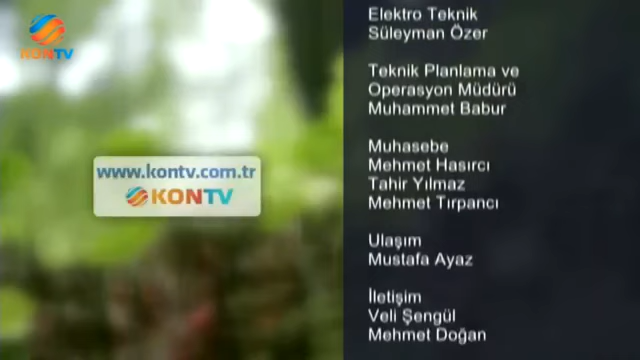 KONTV
www.kontv.com.tr
KONTV
Elektro Teknik
Süleyman Özer
Teknik Planlama ve
Operasyon Müdürü
Muhammet Babur
Muhasebe
Mehmet Hasırcı
Tahir Yılmaz
Mehmet Tırpancı
Ulaşım
Mustafa Ayaz
İletişim
Veli Şengül
Mehmet Doğan